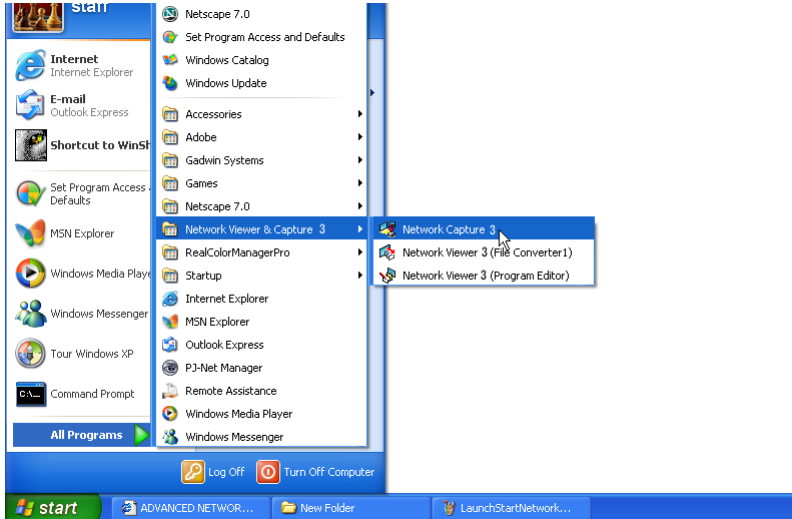 staff
Internet
Internet Explorer
E-mail
Outlook Express
Shortcut to WinSh
Set Program Access
Defaults
MSN Explorer
Windows Media Playe
Windows Messenger
Tour Windows XP
C:\_
Command Prompt
All Programs
Netscape 7.0
Set Program Access and Defaults
Windows Catalog
Windows Update
Accessories
Adobe
Gadwin Systems
Games
Netscape 7.0
Network Viewer & Capture 3
RealColorManagerPro
Startup
Internet Explorer
MSN Explorer
Outlook Express
PJ-Net Manager
Remote Assistance
Windows Media Player
Windows Messenger
Network Capture 3
Network Viewer 3 (File Converter1)
Network Viewer 3 (Program Editor)
Log Off
Turn Off Computer
start
ADVANCED NETWOR...
New Folder
LaunchStartNetwork...